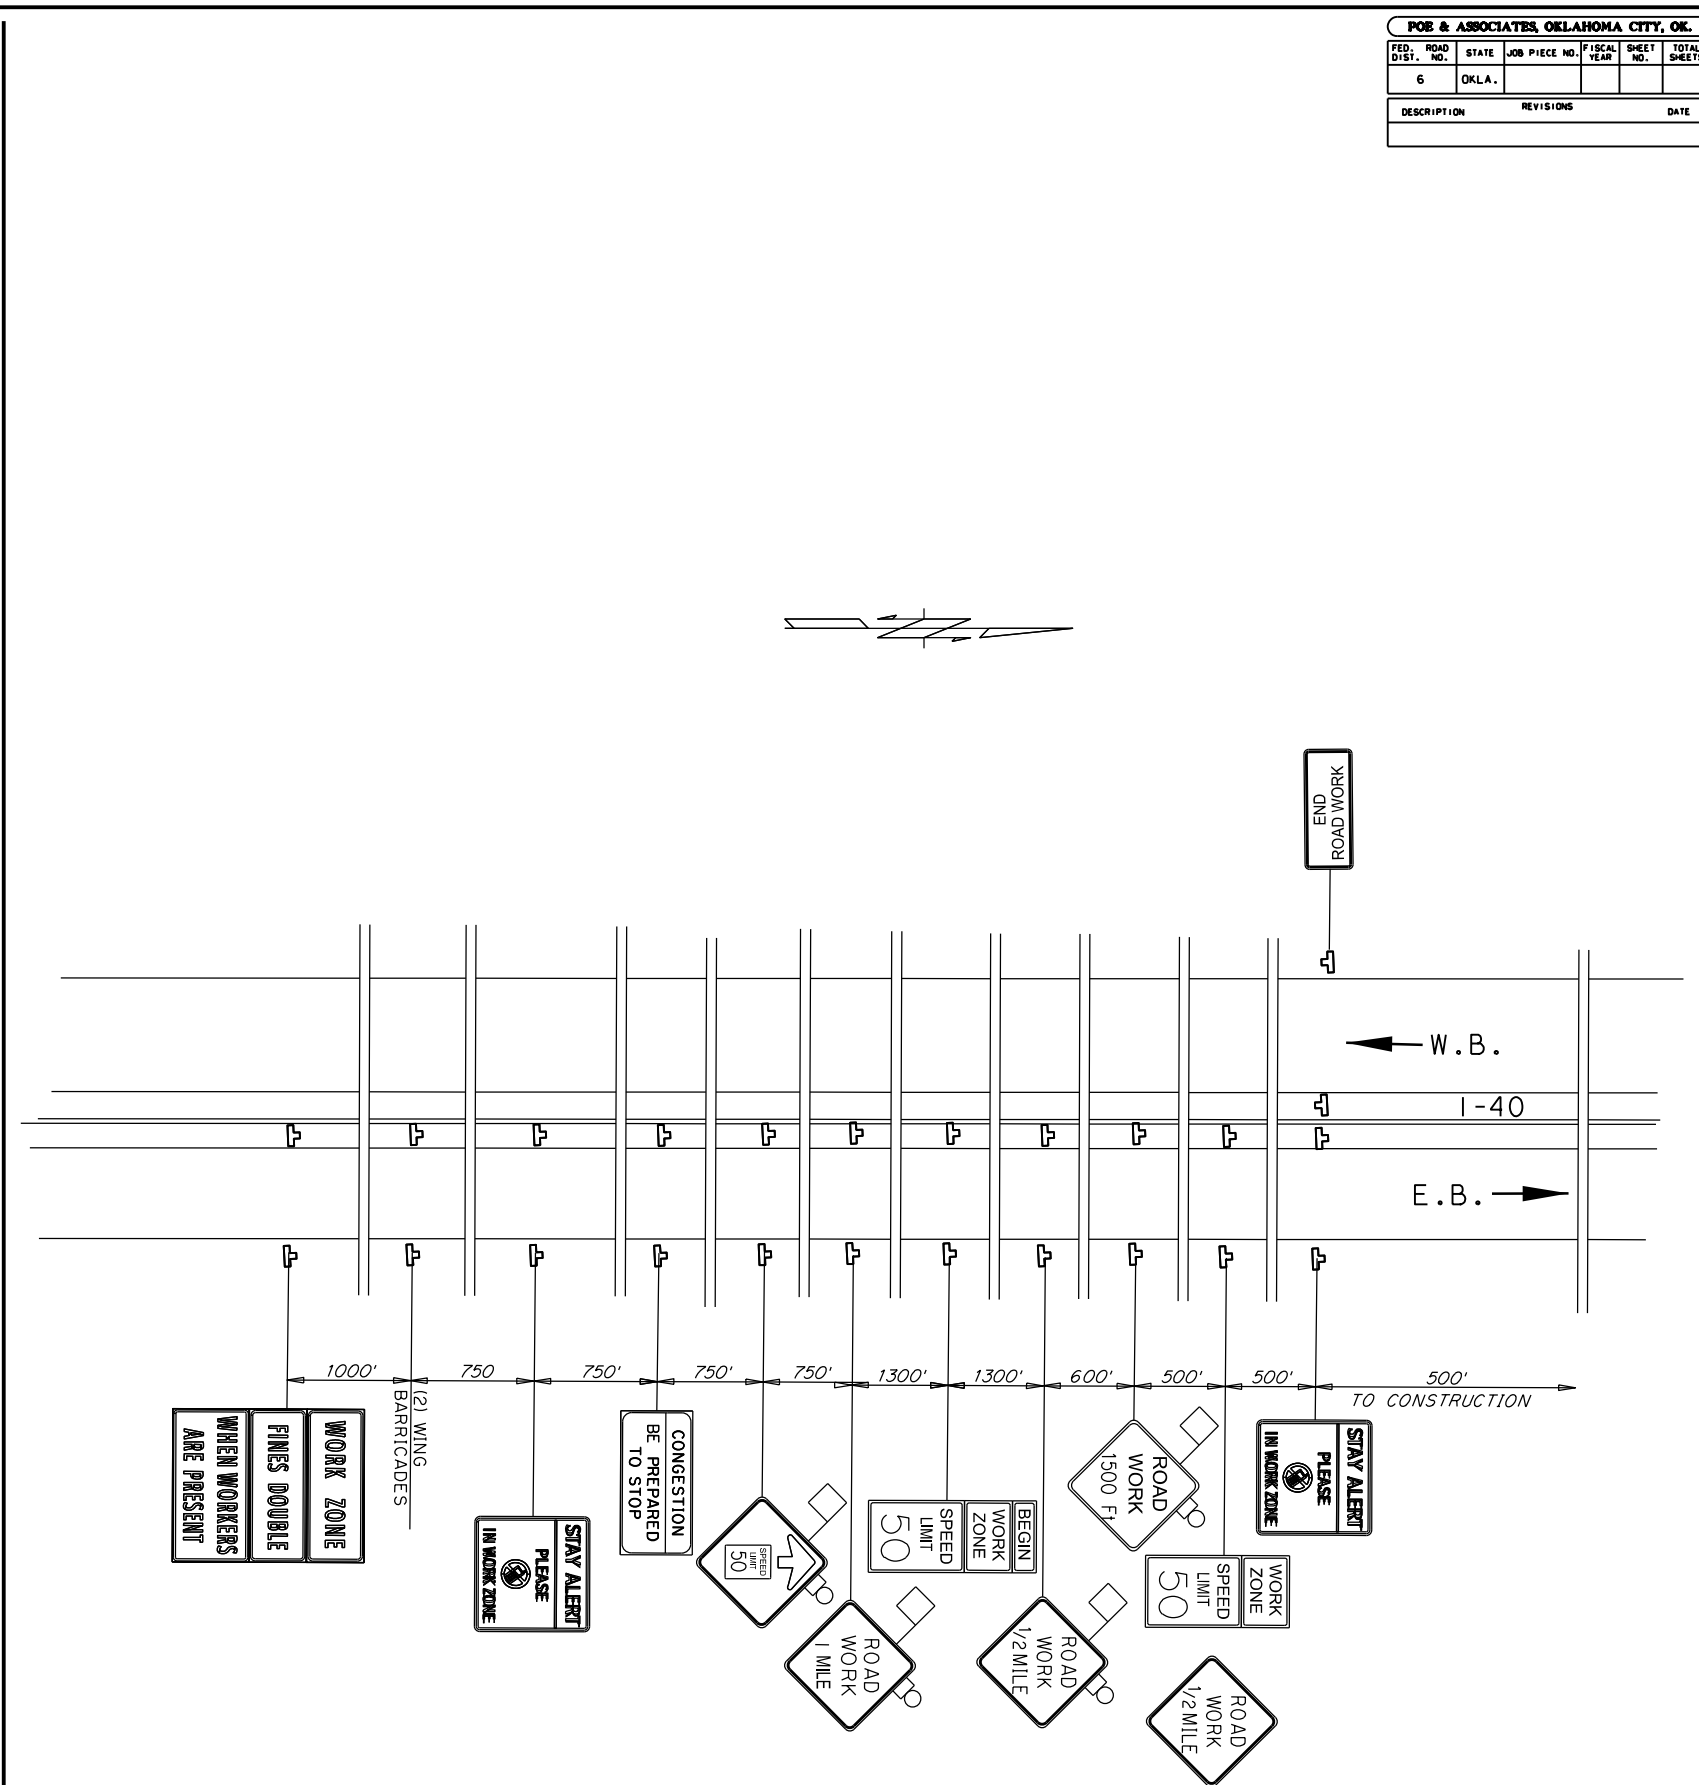 POE & ASSOCIATES, OKLAHOMA CITY, OK.
FED. ROAD DIST. NO.
STATE
JOB PIECE NO.
FISCAL YEAR
SHEET NO.
TOTAL SHEETS
6
OKLA.
DESCRIPTION
REVISIONS
DATE
END
ROAD WORK
W.B.
I-40
E.B.
1000'
750
750'
750'
750'
1300'
1300'
600'
500'
500'
500'
TO CONSTRUCTION
WORK ZONE
FINES DOUBLE
WHEN WORKERS
ARE PRESENT
(2) WING
BARRICADES
STAY ALERT
PLEASE
IN WORK ZONE
CONGESTION
BE PREPARED
TO STOP
SPEED
LIMIT
50
ROAD
WORK
1 MILE
BEGIN
WORK
ZONE
SPEED
LIMIT
50
ROAD
WORK
1/2 MILE
ROAD
WORK
1500 Ft
WORK
ZONE
SPEED
LIMIT
50
STAY ALERT
PLEASE
IN WORK ZONE
ROAD
WORK
1/2 MILE